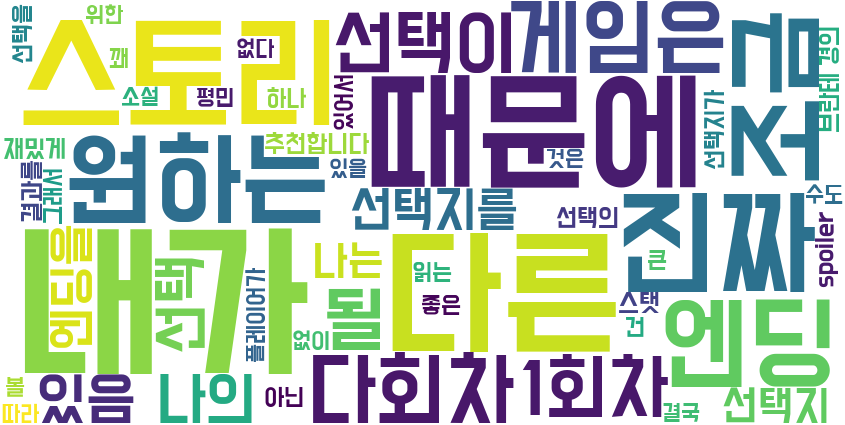 선택을
위한
꽤
스토리
없다
선택이
게임은
조금
브란테 경의
소설
평민
하나
있어서
때문에
재밌게
추천합니다
선택지가
결과를
그래서
원하는
있을
것은
선택지를
선택의
진짜
수도
spoiler
엔딩을
내가
선택
플레이어가
나는
될
다른
읽는
좋은
큰
스탯
건
엔딩
없이
볼
따라
있음
나의
아닌
다회차
1회차
결국
선택지